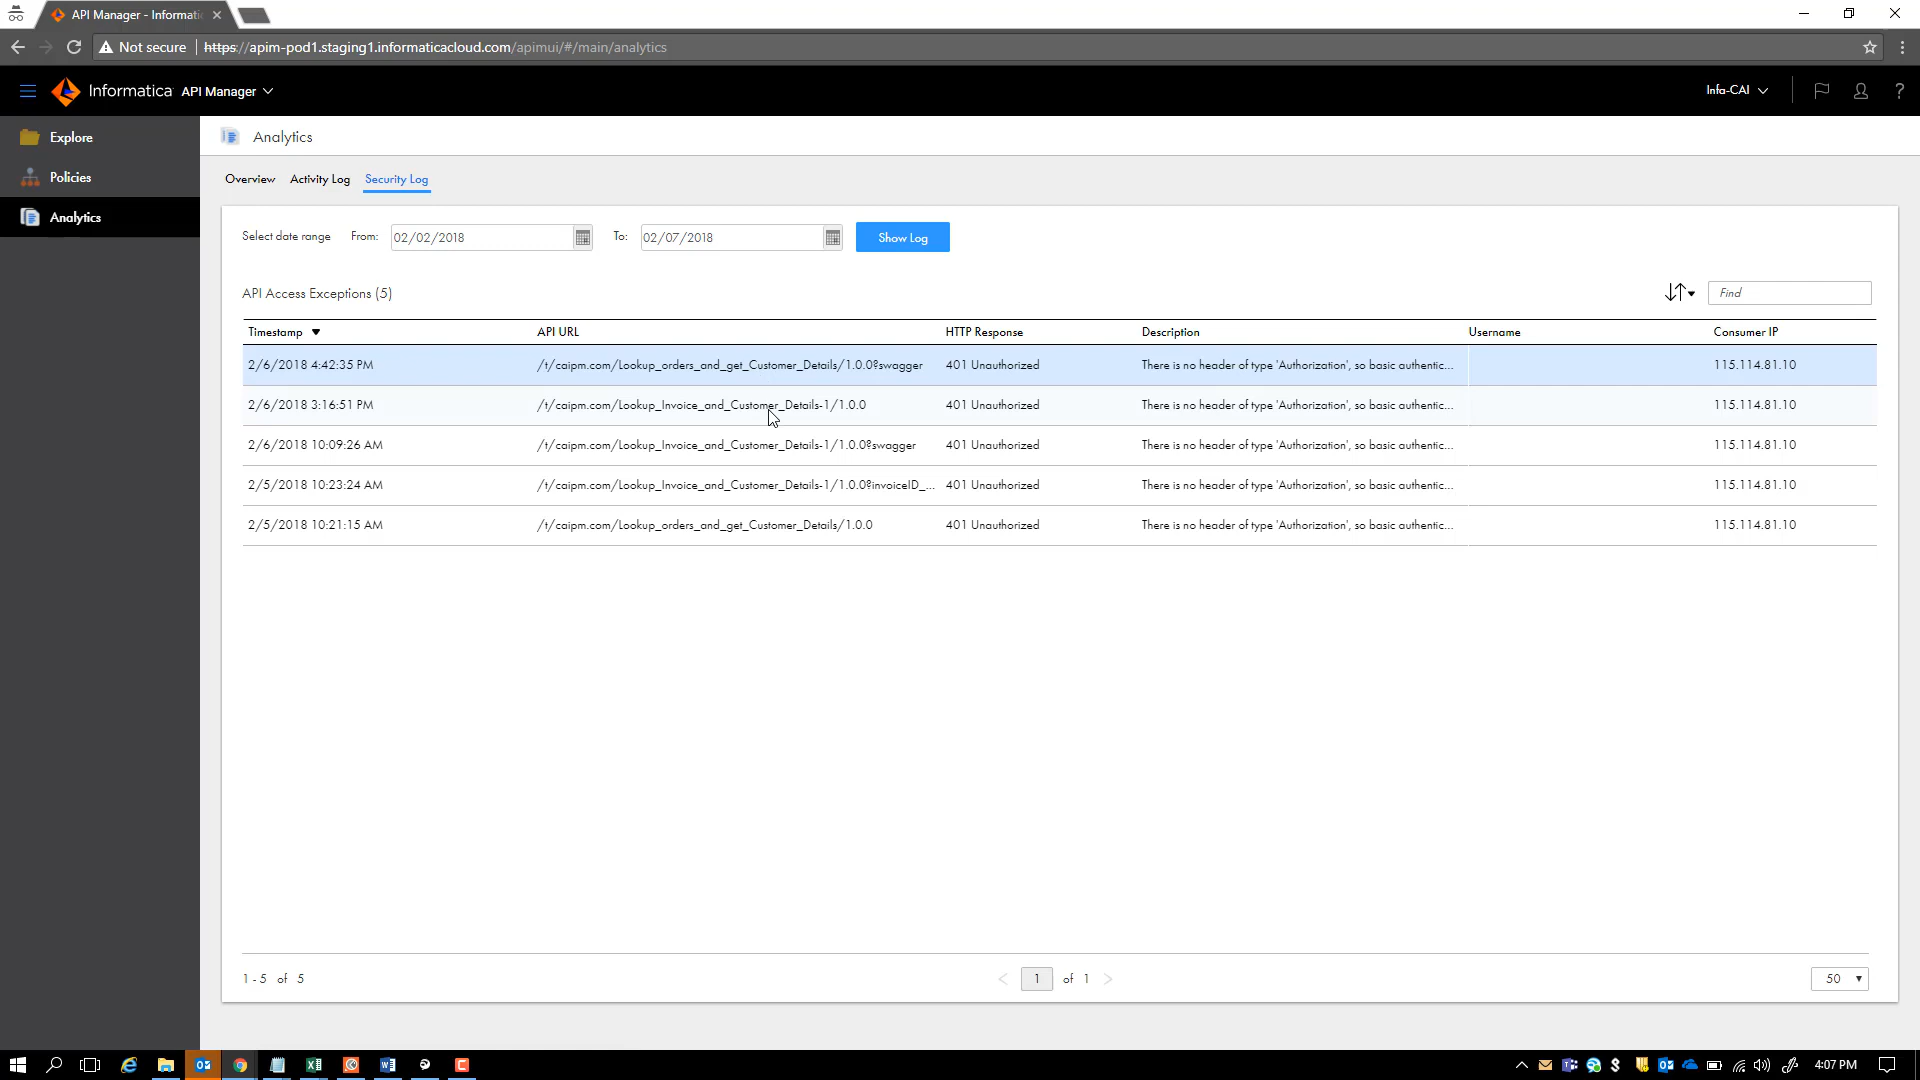 API Manager - Informati
Not secure https://apim-pod1.staging1.informaticacloud.com/apimui/#/main/analytics
Informatica API Manager Infa-CAI ?
Explore
Policies
Analytics
Analytics
Overview Activity Log Security Log
Select date range From: 02/02/2018 To: 02/07/2018 Show Log
API Access Exceptions (5) Find
Timestamp API URL HTTP Response Description Username Consumer IP
2/6/2018 4:42:35 PM /t/caipm.com/Lookup_orders_and_get_Customer_Details/1.0.0?swagger 401 Unauthorized There is no header of type 'Authorization', so basic authentic... 115.114.81.10
2/6/2018 3:16:51 PM /t/caipm.com/Lookup_Invoice_and_Customer_Details-1/1.0.0 401 Unauthorized There is no header of type 'Authorization', so basic authentic... 115.114.81.10
2/6/2018 10:09:26 AM /t/caipm.com/Lookup_Invoice_and_Customer_Details-1/1.0.0?swagger 401 Unauthorized There is no header of type 'Authorization', so basic authentic... 115.114.81.10
2/5/2018 10:23:24 AM /t/caipm.com/Lookup_Invoice_and_Customer_Details-1/1.0.0?invoiceID_... 401 Unauthorized There is no header of type 'Authorization', so basic authentic... 115.114.81.10
2/5/2018 10:21:15 AM /t/caipm.com/Lookup_orders_and_get_Customer_Details/1.0.0 401 Unauthorized There is no header of type 'Authorization', so basic authentic... 115.114.81.10
1 - 5 of 5 < 1 of 1 > 50
4:07 PM